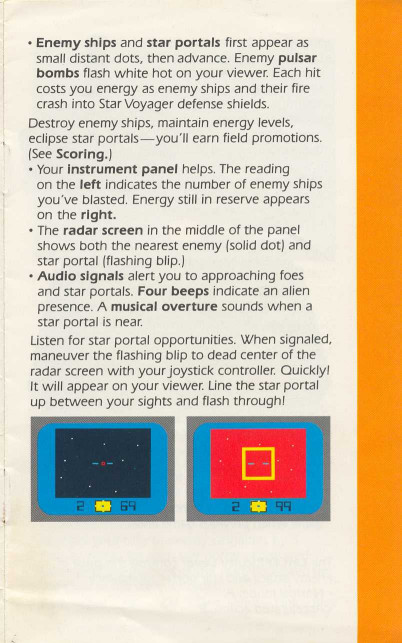 • Enemy ships and star portals first appear as
small distant dots, then advance. Enemy pulsar
bombs flash white hot on your viewer. Each hit
costs you energy as enemy ships and their fire
crash into Star Voyager defense shields.
Destroy enemy ships, maintain energy levels,
eclipse star portals—you'll earn field promotions.
(See Scoring.)
• Your instrument panel helps. The reading
on the left indicates the number of enemy ships
you've blasted. Energy still in reserve appears
on the right.
• The radar screen in the middle of the panel
shows both the nearest enemy (solid dot) and
star portal (flashing blip.)
• Audio signals alert you to approaching foes
and star portals. Four beeps indicate an alien
presence. A musical overture sounds when a
star portal is near.
Listen for star portal opportunities. When signaled,
maneuver the flashing blip to dead center of the
radar screen with your joystick controller. Quickly!
It will appear on your viewer. Line the star portal
up between your sights and flash through!
2 64
2 99